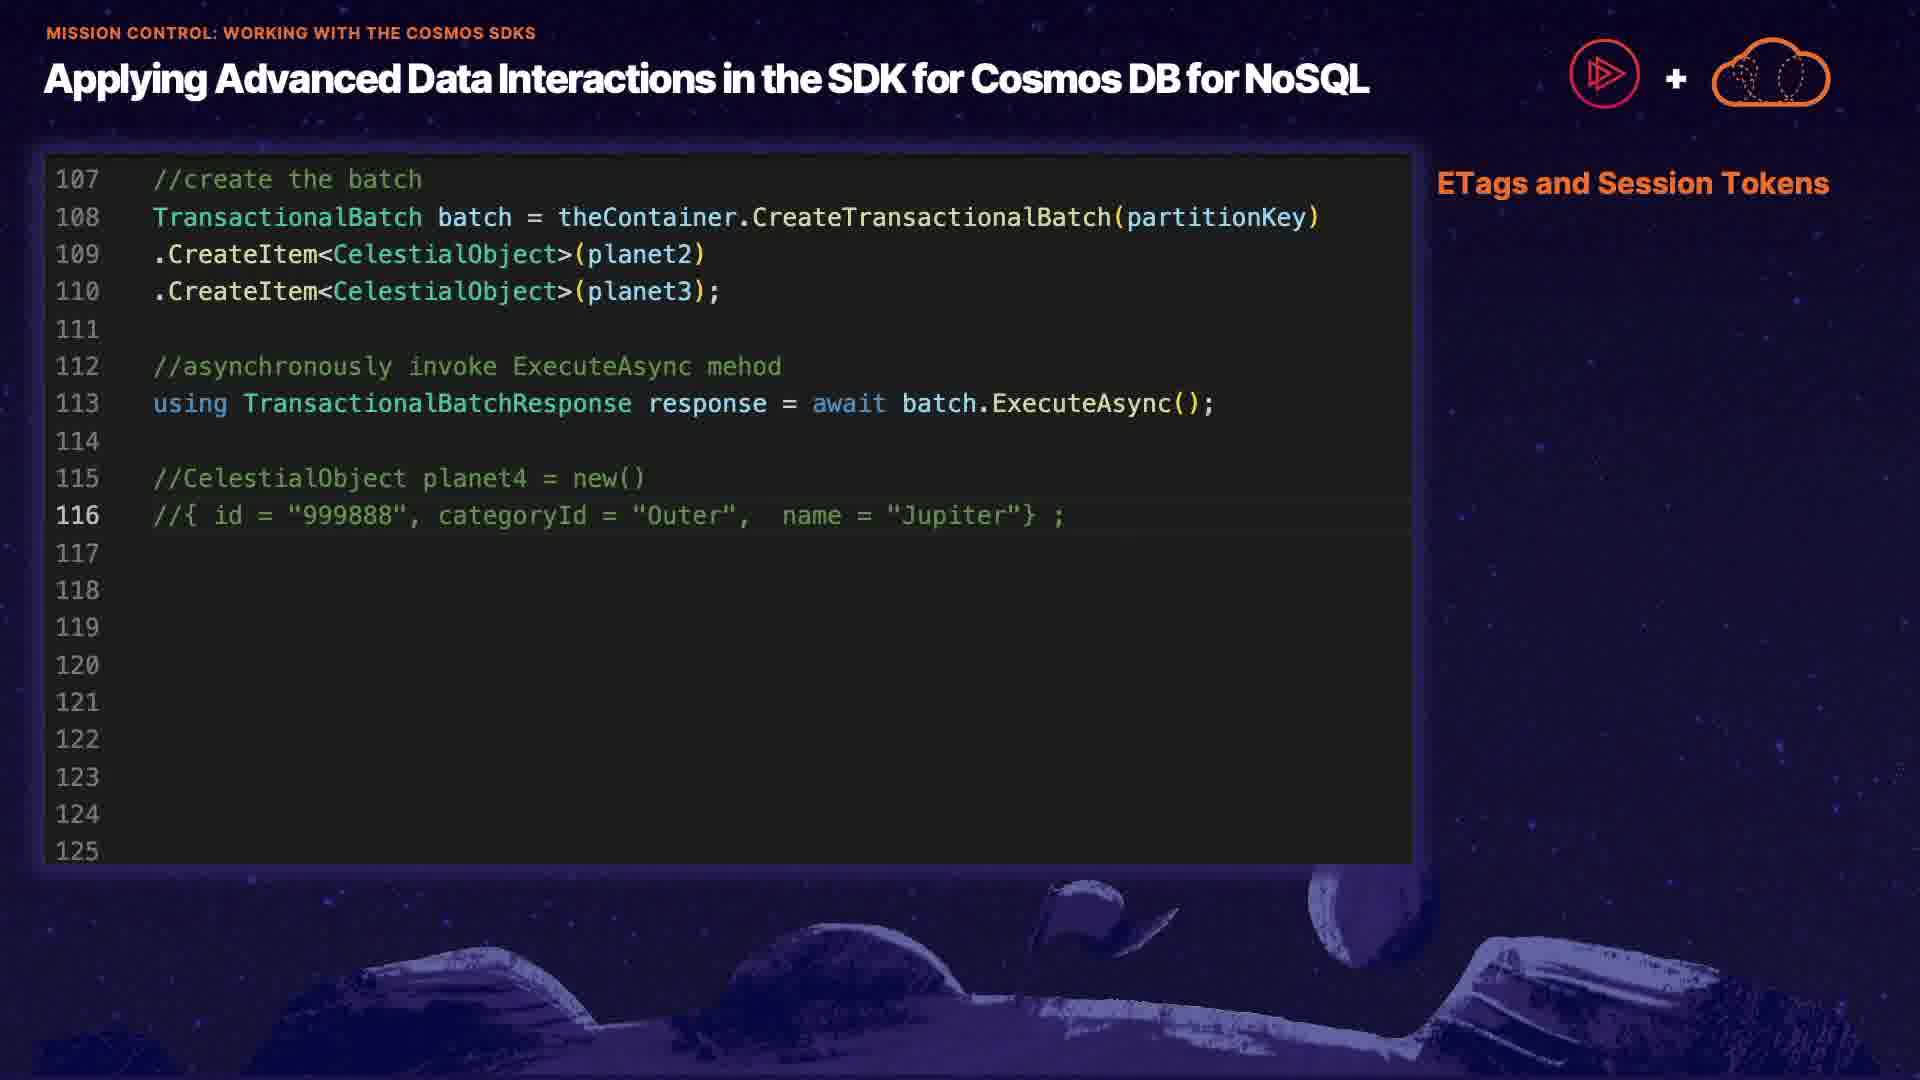 MISSION CONTROL: WORKING WITH THE COSMOS SDKS
Applying Advanced Data Interactions in the SDK for Cosmos DB for NoSQL
+
ETags and Session Tokens
107 //create the batch
108 TransactionalBatch batch = theContainer.CreateTransactionalBatch(partitionKey)
109 .CreateItem<CelestialObject>(planet2)
110 .CreateItem<CelestialObject>(planet3);
111
112 //asynchronously invoke ExecuteAsync mehod
113 using TransactionalBatchResponse response = await batch.ExecuteAsync();
114
115 //CelestialObject planet4 = new()
116 //{ id = "999888", categoryId = "Outer",  name = "Jupiter"} ;
117
118
119
120
121
122
123
124
125